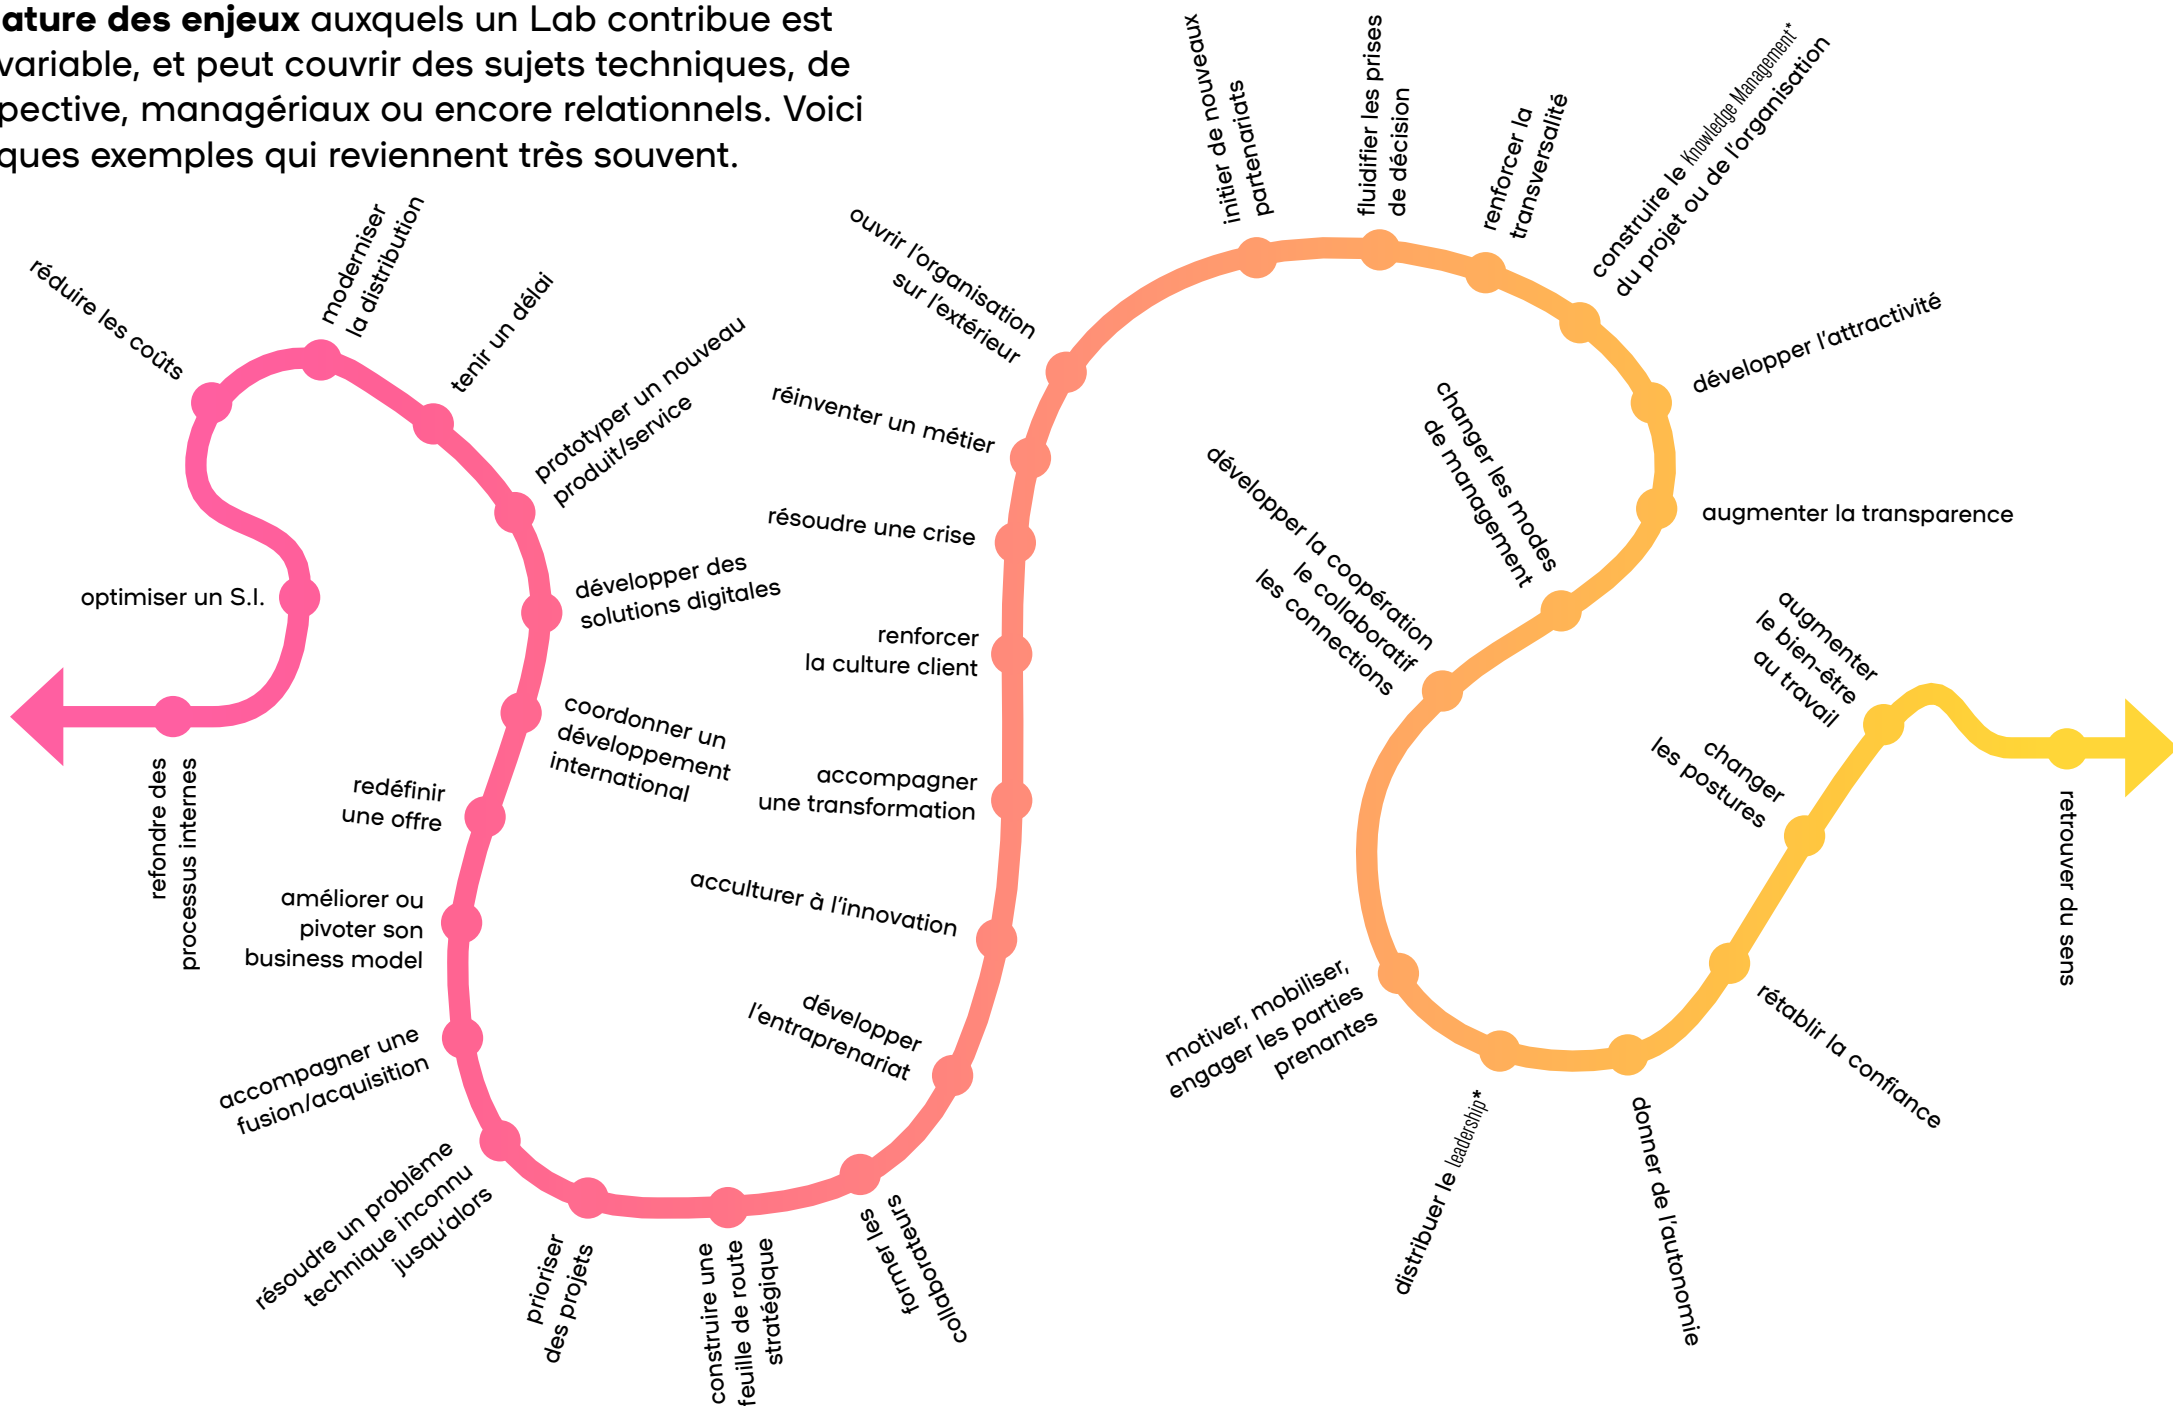 ature des enjeux auxquels un Lab contribue est
variable, et peut couvrir des sujets techniques, de
pective, managériaux ou encore relationnels. Voici
ques exemples qui reviennent très souvent.
refondre des
processus internes
optimiser un S.I.
réduire les coûts
moderniser
la distribution
tenir un délai
prototyper un nouveau
produit/service
développer des
solutions digitales
coordonner un
développement
international
redéfinir
une offre
améliorer ou
pivoter son
business model
accompagner une
fusion/acquisition
résoudre un problème
technique inconnu
jusqu'alors
prioriser
des projets
construire une
feuille de route
stratégique
former les
collaborateurs
développer
l'entraprenariat
acculturer à l'innovation
accompagner
une transformation
renforcer
la culture client
résoudre une crise
réinventer un métier
ouvrir l'organisation
sur l'extérieur
initier de nouveaux
partenariats
fluidifier les prises
de décision
renforcer la
transversalité
construire le Knowledge Management*
du projet ou de l'organisation
développer l'attractivité
augmenter la transparence
changer les modes
de management
développer la coopération
le collaboratif
les connections
motiver, mobiliser,
engager les parties
prenantes
distribuer le leadership*
donner de l'autonomie
rétablir la confiance
changer
les postures
augmenter
le bien-être
au travail
retrouver du sens